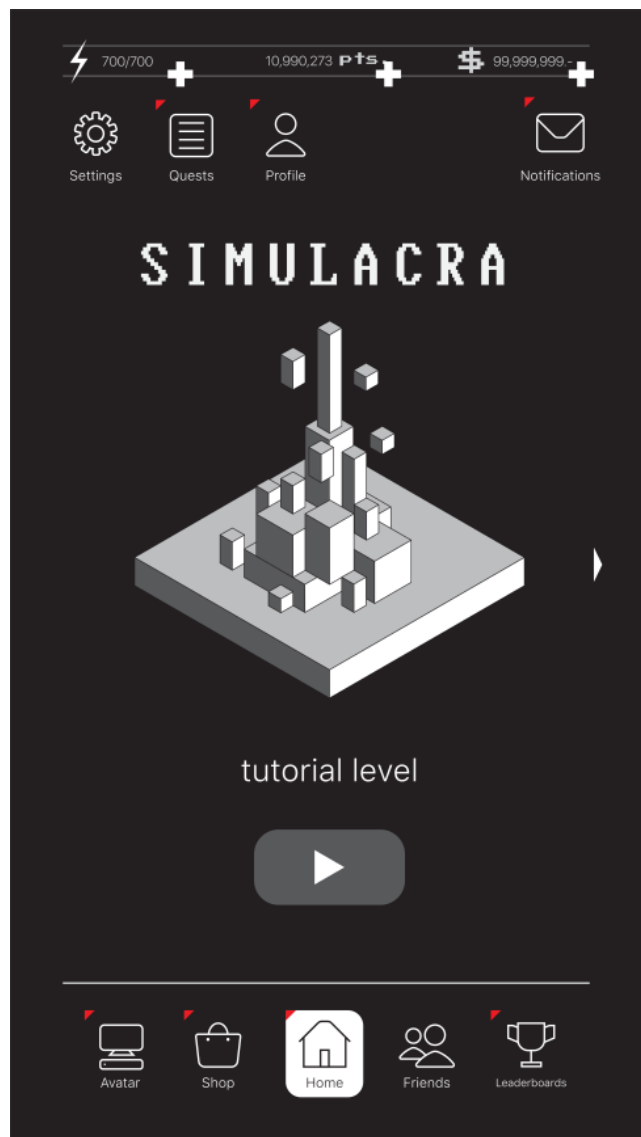 700/700 10,990,273 pts. $ 99,999,999.-
Settings Quests Profile Notifications
SIMULACRA
tutorial level
Avatar Shop Home Friends Leaderboards